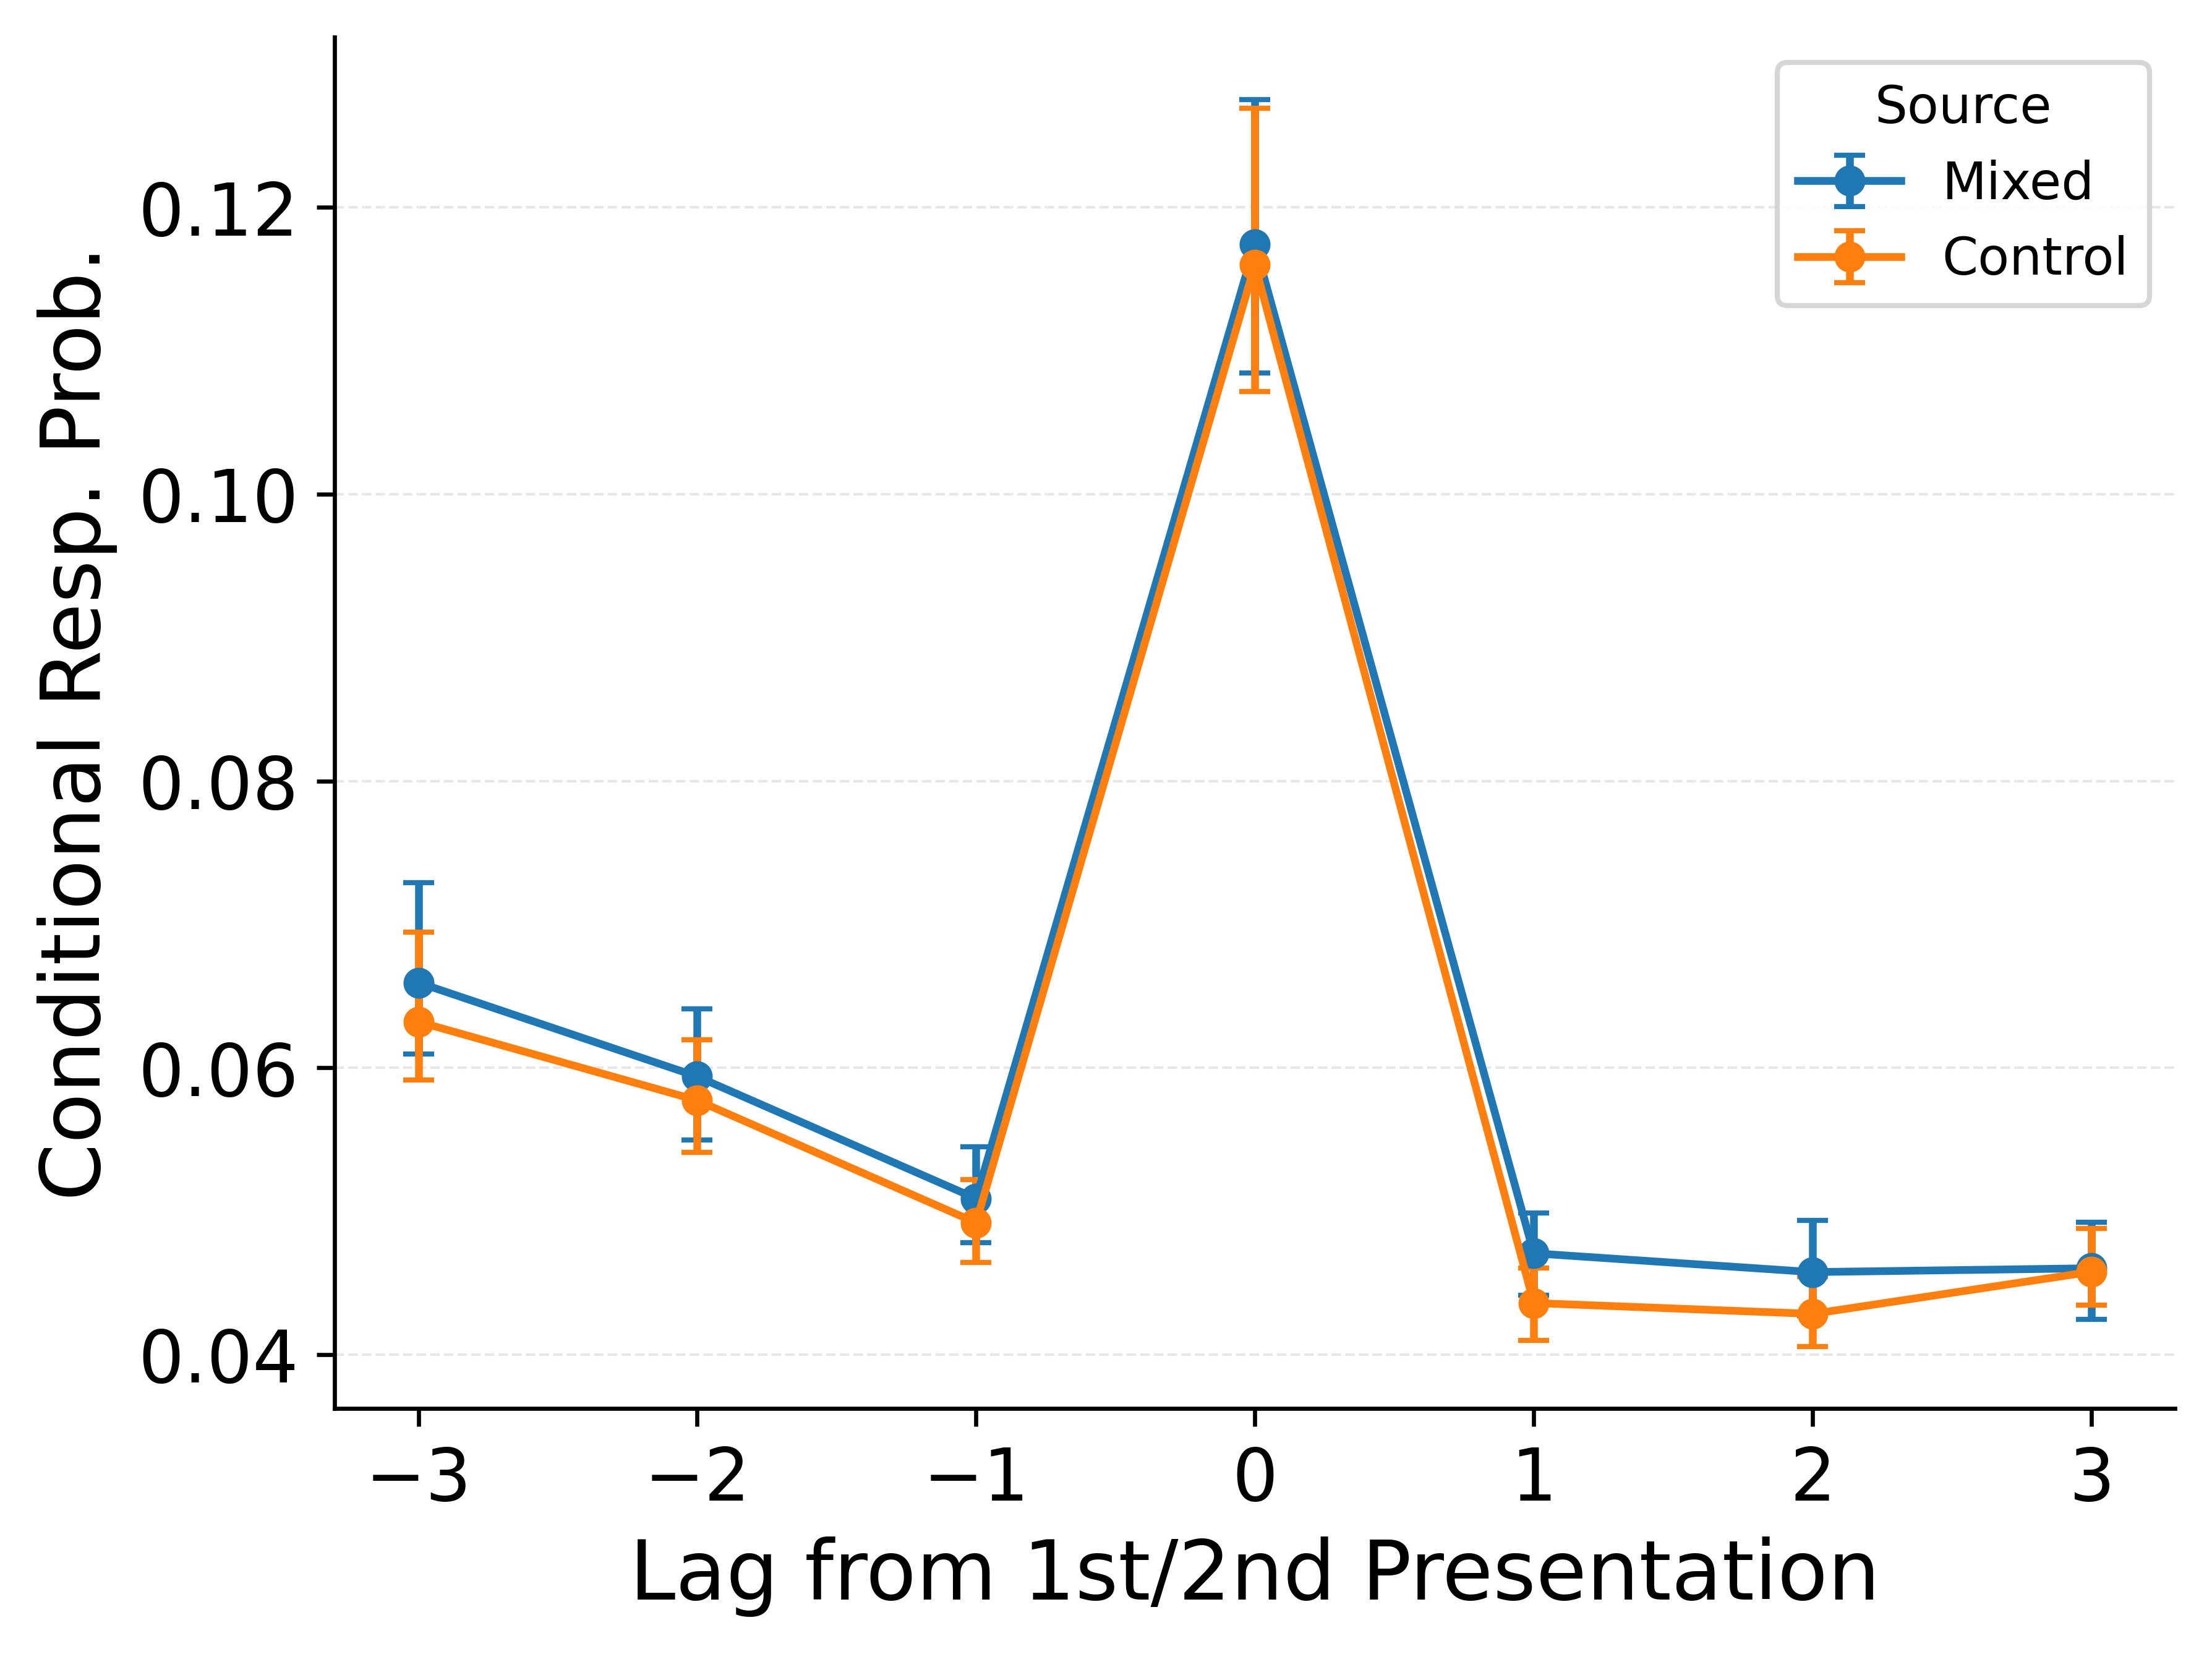 Source
Mixed
Control
Conditional Resp. Prob.
0.12
0.10
0.08
0.06
0.04
−3 −2 −1 0 1 2 3
Lag from 1st/2nd Presentation